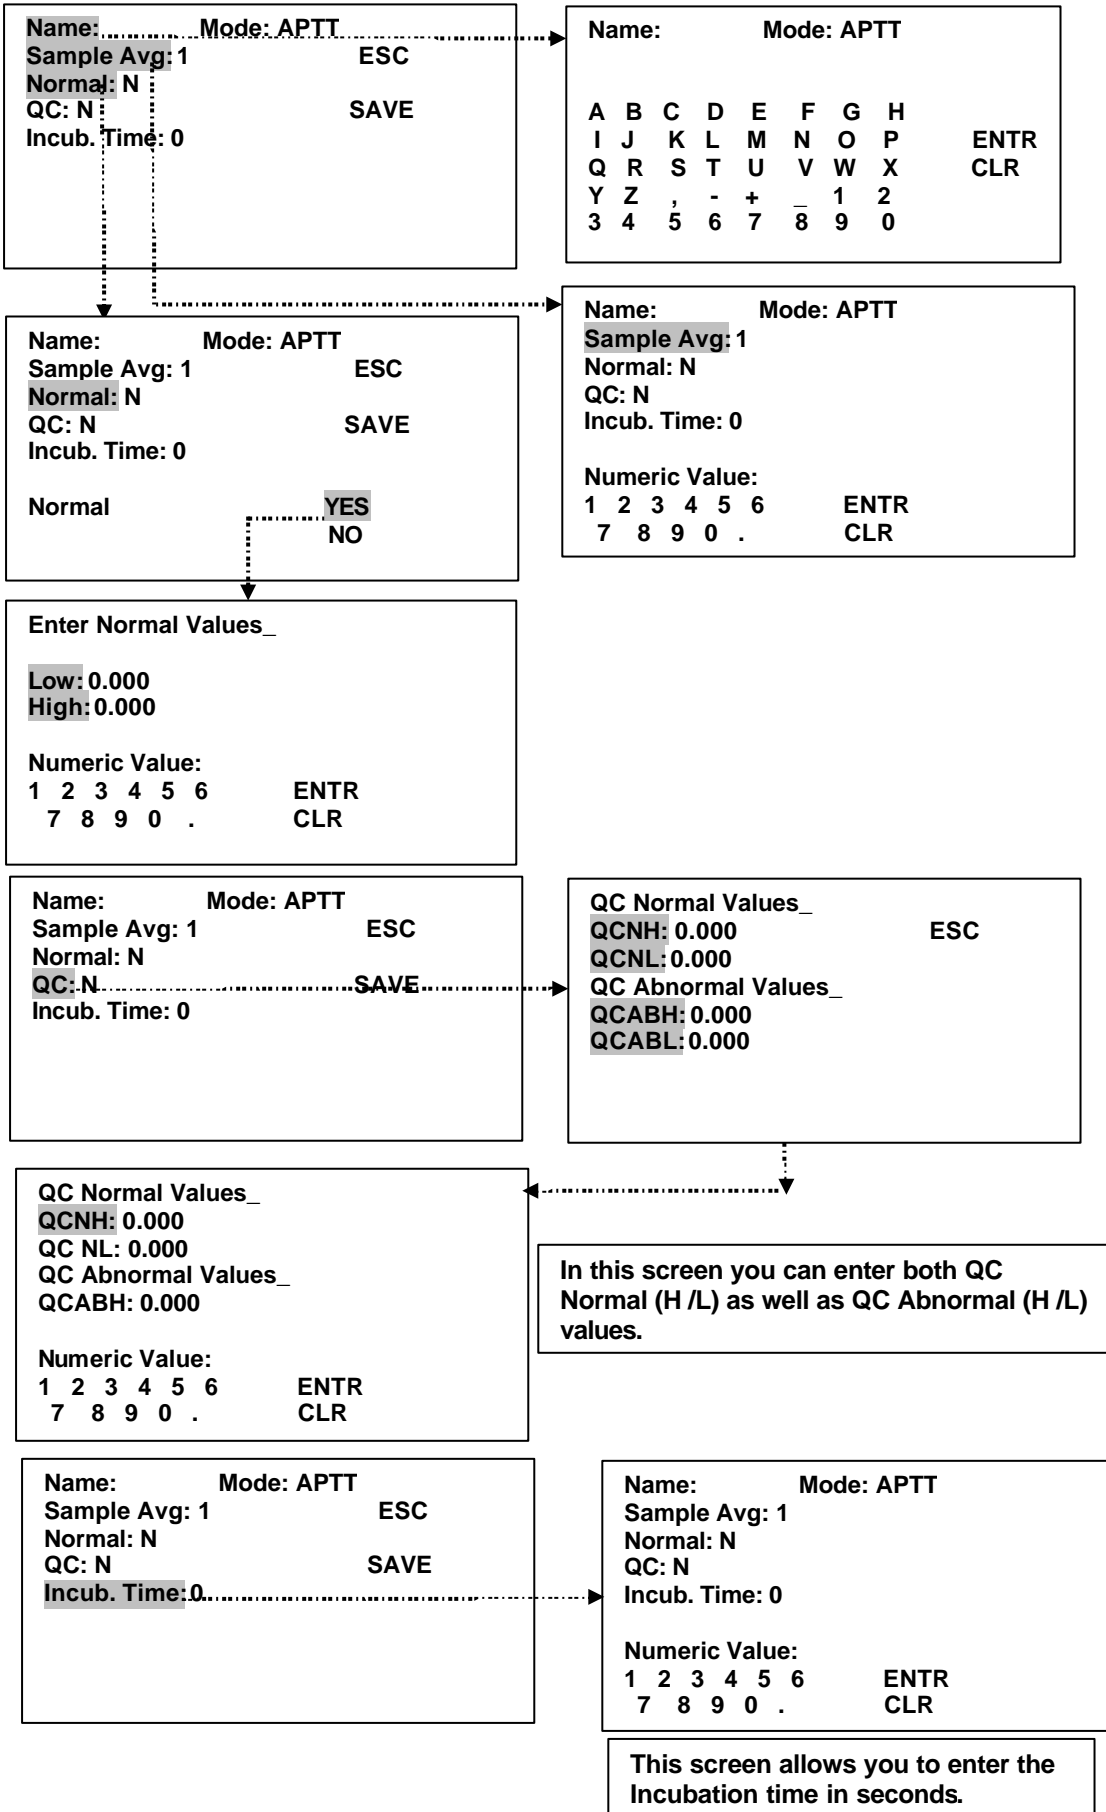 Name: Mode: APTT
Sample Avg: 1 ESC
Normal: N
QC: N SAVE
Incub. Time: 0
Name: Mode: APTT
A B C D E F G H
I J K L M N O P ENTR
Q R S T U V W X CLR
Y Z , - + _ 1 2
3 4 5 6 7 8 9 0
Name: Mode: APTT
Sample Avg: 1 ESC
Normal: N
QC: N SAVE
Incub. Time: 0
Normal YES
NO
Name: Mode: APTT
Sample Avg: 1
Normal: N
QC: N
Incub. Time: 0
Numeric Value:
1 2 3 4 5 6 ENTR
7 8 9 0 . CLR
Enter Normal Values_
Low: 0.000
High: 0.000
Numeric Value:
1 2 3 4 5 6 ENTR
7 8 9 0 . CLR
Name: Mode: APTT
Sample Avg: 1 ESC
Normal: N
QC: N SAVE
Incub. Time: 0
QC Normal Values_
QCNH: 0.000 ESC
QCNL: 0.000
QC Abnormal Values_
QCABH: 0.000
QCABL: 0.000
QC Normal Values_
QCNH: 0.000
QC NL: 0.000
QC Abnormal Values_
QCABH: 0.000
Numeric Value:
1 2 3 4 5 6 ENTR
7 8 9 0 . CLR
In this screen you can enter both QC
Normal (H /L) as well as QC Abnormal (H /L)
values.
Name: Mode: APTT
Sample Avg: 1 ESC
Normal: N
QC: N SAVE
Incub. Time: 0
Name: Mode: APTT
Sample Avg: 1
Normal: N
QC: N
Incub. Time: 0
Numeric Value:
1 2 3 4 5 6 ENTR
7 8 9 0 . CLR
This screen allows you to enter the
Incubation time in seconds.